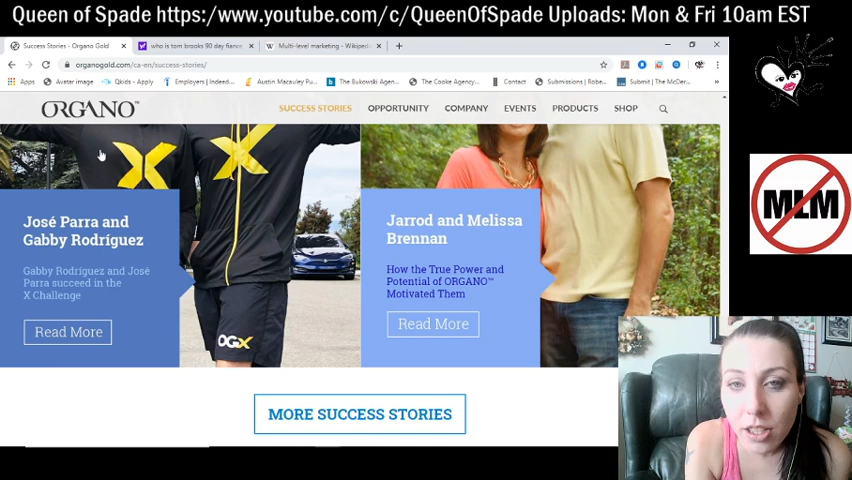 Queen of Spade https:/www.youtube.com/c/QueenOfSpade Uploads: Mon & Fri 10am EST
Success Stories - Organo Gold
who is tom brooks 90 day fiance
Multi-level marketing - Wikiped
organogold.com/ca-en/success-stories/
Apps Avatar image Qkids - Apply Employers | Indeed... Austin Macauley Pu... The Bukowski Agen... The Cooke Agency... Contact Submissions | Robe... Submit | The McDer...
ORGANO™
SUCCESS STORIES OPPORTUNITY COMPANY EVENTS PRODUCTS SHOP
José Parra and
Gabby Rodríguez
Gabby Rodríguez and José
Parra succeed in the
X Challenge
Read More
OGX
Jarrod and Melissa
Brennan
How the True Power and
Potential of ORGANO™
Motivated Them
Read More
MORE SUCCESS STORIES
MLM